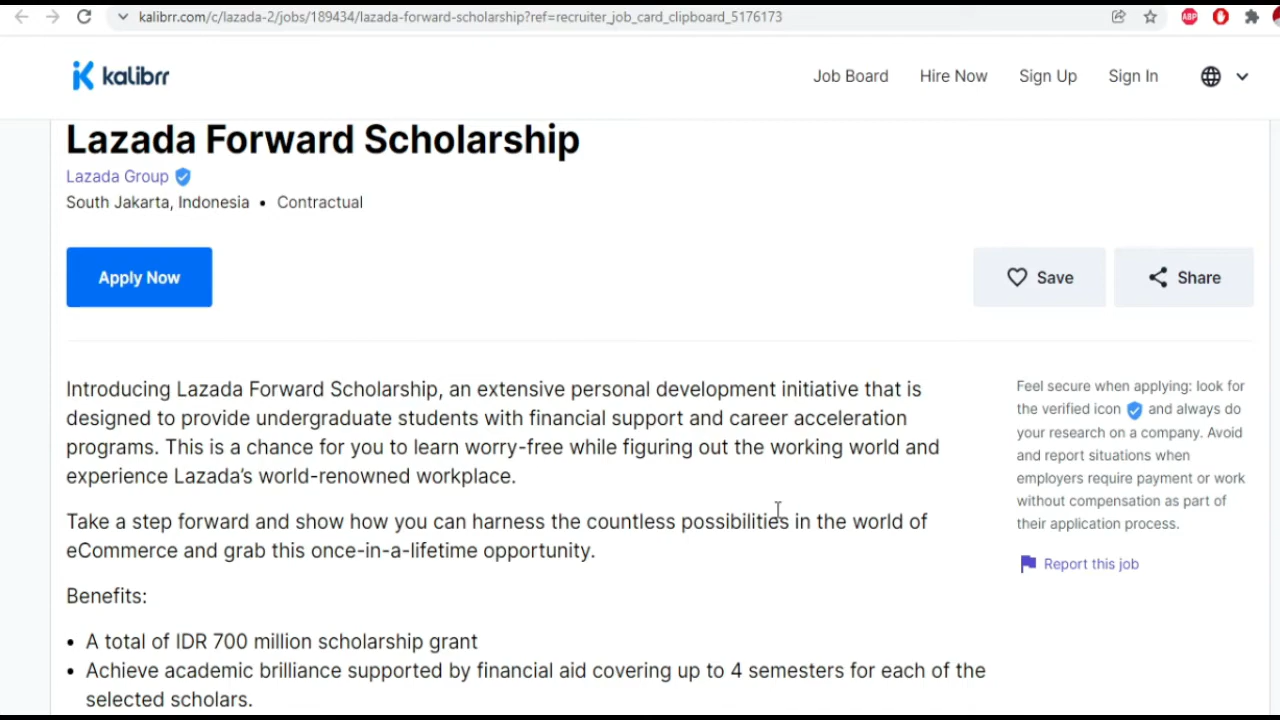 kalibrr.com/c/lazada-2/jobs/189434/lazada-forward-scholarship?ref=recruiter_job_card_clipboard_5176173
ABP
kalibrr
Job Board
Hire Now
Sign Up
Sign In
Lazada Forward Scholarship
Lazada Group
South Jakarta, Indonesia • Contractual
Apply Now
Save
Share
Introducing Lazada Forward Scholarship, an extensive personal development initiative that is
designed to provide undergraduate students with financial support and career acceleration
programs. This is a chance for you to learn worry-free while figuring out the working world and
experience Lazada's world-renowned workplace.
Take a step forward and show how you can harness the countless possibilities in the world of
eCommerce and grab this once-in-a-lifetime opportunity.
Benefits:
• A total of IDR 700 million scholarship grant
• Achieve academic brilliance supported by financial aid covering up to 4 semesters for each of the
selected scholars.
Feel secure when applying: look for
the verified icon and always do
your research on a company. Avoid
and report situations when
employers require payment or work
without compensation as part of
their application process.
Report this job